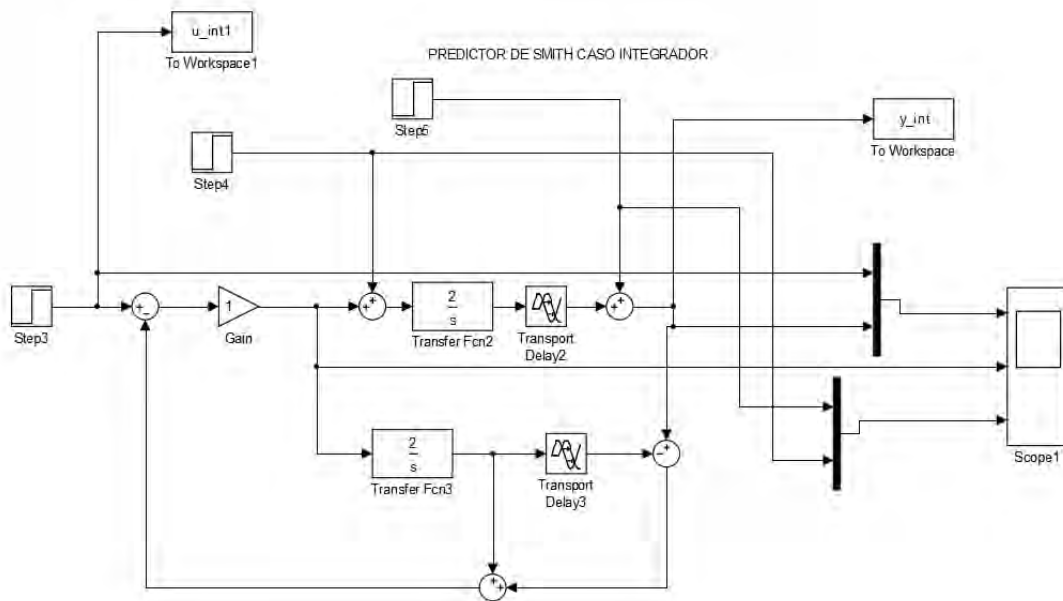 u_int1
To Workspace1
PREDICTOR DE SMITH CASO INTEGRADOR
Step5
y_int
To Workspace
Step4
Step3
+
-
1
Gain
+
+
2
s
Transfer Fcn2
Transport
Delay2
+
+
2
s
Transfer Fcn3
Transport
Delay3
-
+
Scope1
+
+